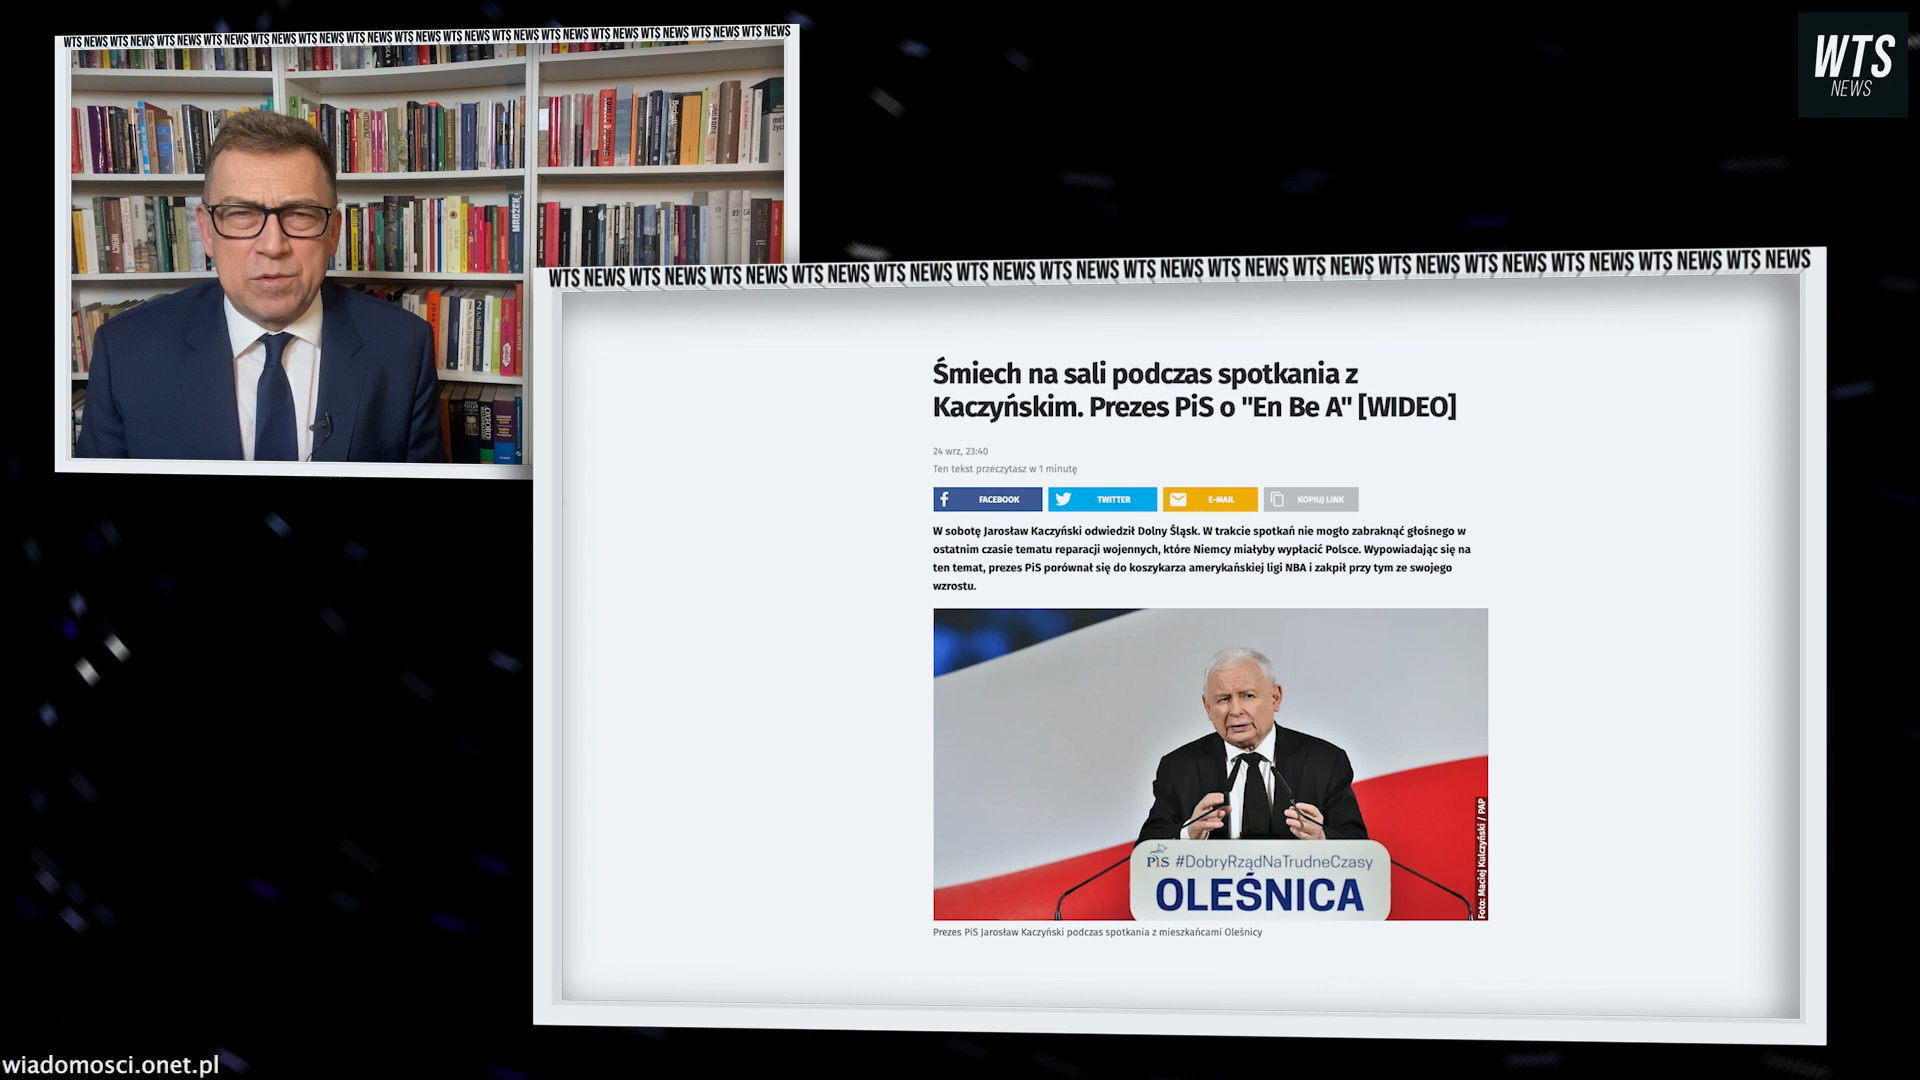 WTS NEWS WTS NEWS WTS NEWS WTS NEWS WTS NEWS WTS NEWS WTS NEWS WTS NEWS WTS NEWS WTS NEWS WTS NEWS WTS NEWS WTS NEWS WTS NEWS WTS NEWS WTS NEWS
WTS
NEWS
MROŻEK
OXFORD
WTS NEWS WTS NEWS WTS NEWS WTS NEWS WTS NEWS WTS NEWS WTS NEWS WTS NEWS WTS NEWS WTS NEWS WTS NEWS WTS NEWS WTS NEWS WTS NEWS WTS NEWS
Śmiech na sali podczas spotkania z
Kaczyńskim. Prezes PiS o "En Be A" [WIDEO]
24 wrz, 23:40
Ten tekst przeczytasz w 1 minutę
FACEBOOK
TWITTER
E-MAIL
KOPIUJ LINK
W sobotę Jarosław Kaczyński odwiedził Dolny Śląsk. W trakcie spotkań nie mogło zabraknąć głośnego w
ostatnim czasie tematu reparacji wojennych, które Niemcy miałyby wypłacić Polsce. Wypowiadając się na
ten temat, prezes PiS porównał się do koszykarza amerykańskiej ligi NBA i zakpił przy tym ze swojego
wzrostu.
PiS #DobryRządNaTrudneCzasy
OLEŚNICA
Foto: Maciej Kulczyński / PAP
Prezes PiS Jarosław Kaczyński podczas spotkania z mieszkańcami Oleśnicy
wiadomosci.onet.pl